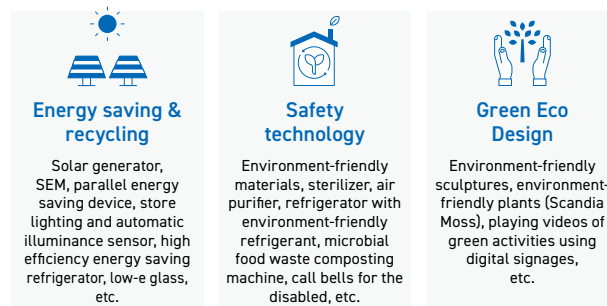 Energy saving &
recycling
Solar generator,
SEM, parallel energy
saving device, store
lighting and automatic
illuminance sensor, high
efficiency energy saving
refrigerator, low-e glass,
etc.
Safety
technology
Environment-friendly
materials, sterilizer, air
purifier, refrigerator with
environment-friendly
refrigerant, microbial
food waste composting
machine, call bells for the
disabled, etc.
Green Eco
Design
Environment-friendly
sculptures, environment-
friendly plants (Scandia
Moss), playing videos of
green activities using
digital signages,
etc.